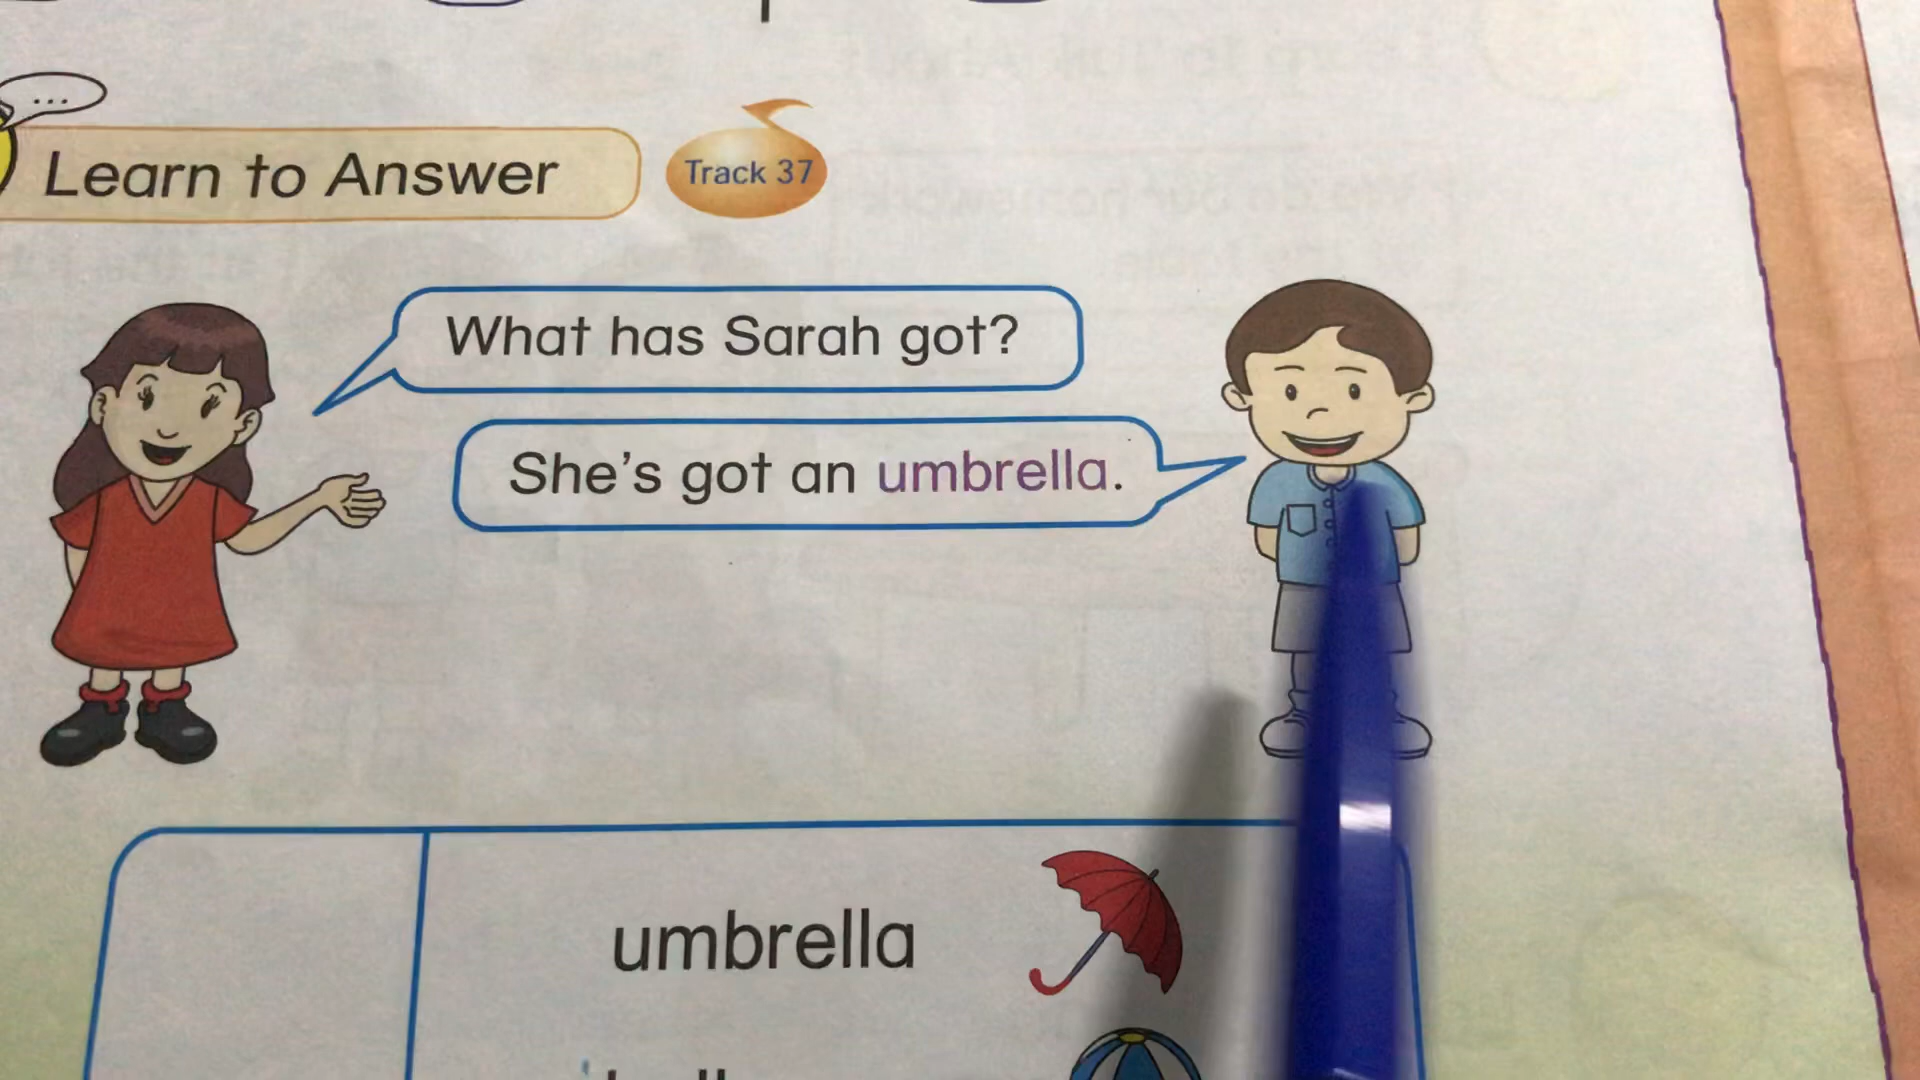 ...
Learn to Answer
Track 37
What has Sarah got?
She's got an umbrella.
umbrella